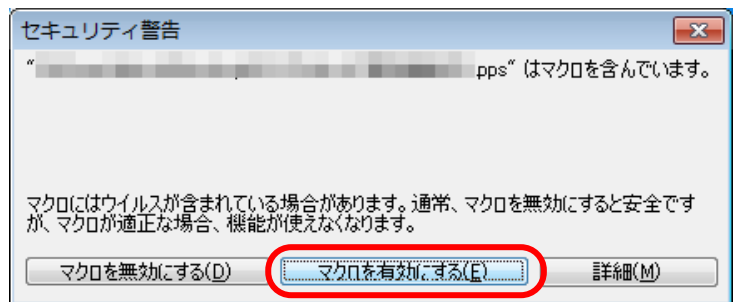 セキュリティ警告
“ .pps“ はマクロを含んでいます。
マクロにはウイルスが含まれている場合があります。通常、マクロを無効にすると安全です
が、マクロが適正な場合、機能が使えなくなります。
マクロを無効にする(D) マクロを有効にする(E) 詳細(M)